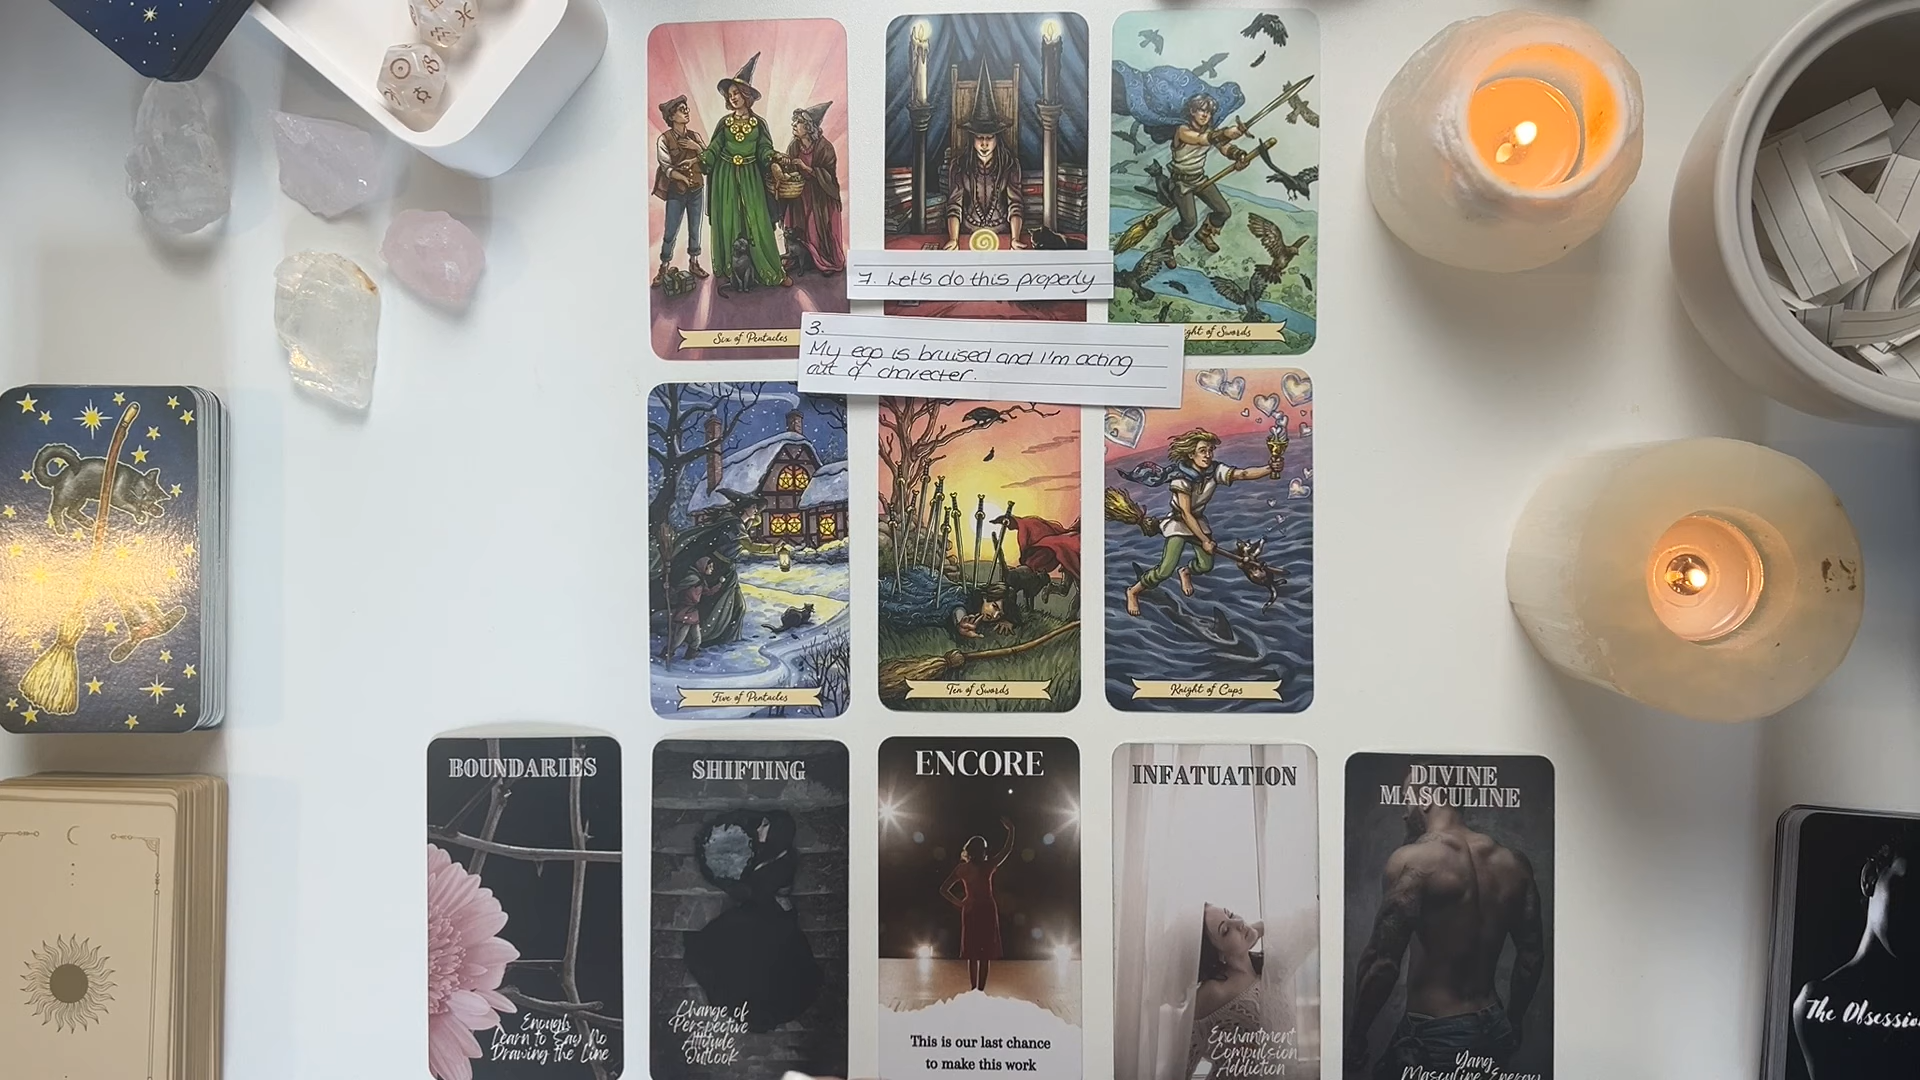 7. Let's do this properly
3.
My ego is bruised and I'm acting
out of charecter.
Six of Pentacles
ght of Swords
Five of Pentacles
Ten of Swords
Knight of Cups
BOUNDARIES
Enough
Learn to Say No
Drawing the Line
SHIFTING
Change of
Perspective
Attitude
Outlook
ENCORE
This is our last chance
to make this work
INFATUATION
Enchantment
Compulsion
Addiction
DIVINE
MASCULINE
Yang
Masculine Energy
The Obsession